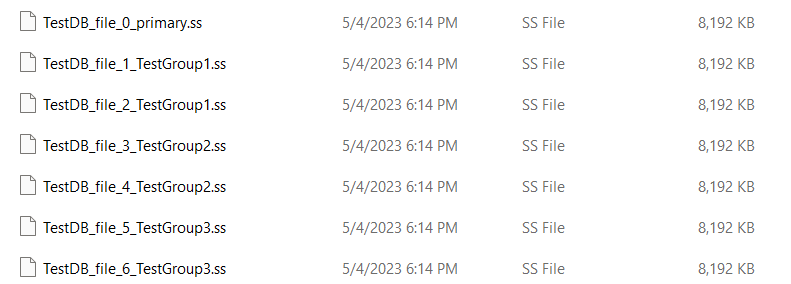 TestDB_file_0_primary.ss 5/4/2023 6:14 PM SS File 8,192 KB
TestDB_file_1_TestGroup1.ss 5/4/2023 6:14 PM SS File 8,192 KB
TestDB_file_2_TestGroup1.ss 5/4/2023 6:14 PM SS File 8,192 KB
TestDB_file_3_TestGroup2.ss 5/4/2023 6:14 PM SS File 8,192 KB
TestDB_file_4_TestGroup2.ss 5/4/2023 6:14 PM SS File 8,192 KB
TestDB_file_5_TestGroup3.ss 5/4/2023 6:14 PM SS File 8,192 KB
TestDB_file_6_TestGroup3.ss 5/4/2023 6:14 PM SS File 8,192 KB